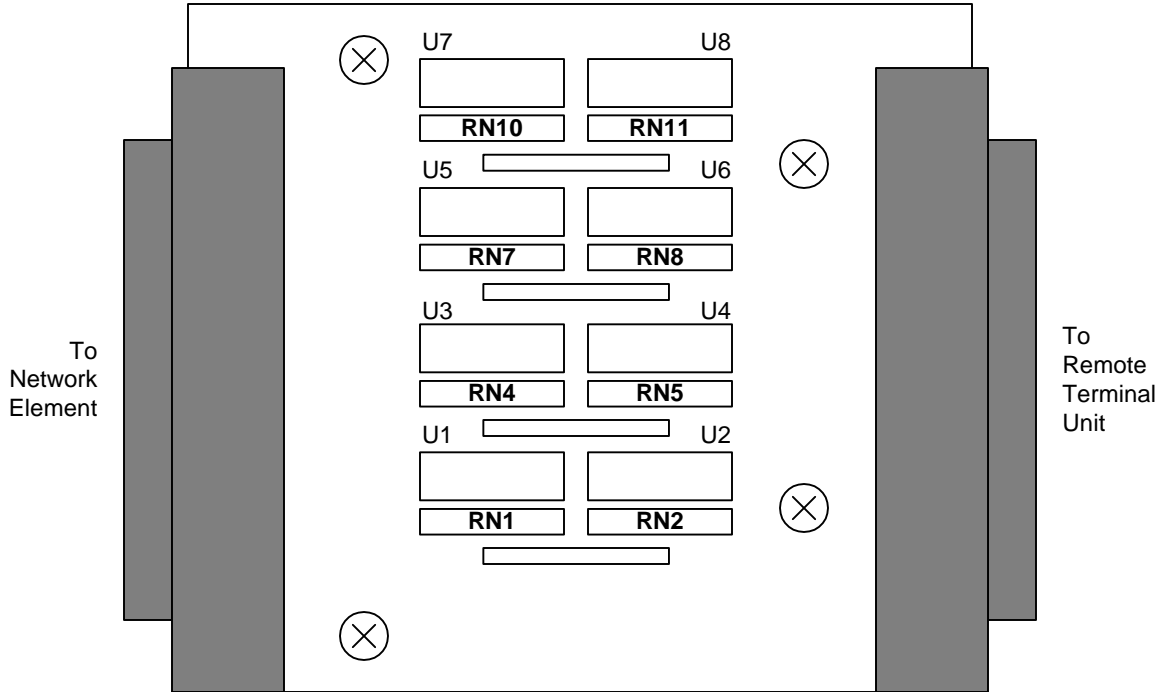 U7 U8
RN10 RN11
U5 U6
RN7 RN8
U3 U4
To
Network
Element
To
Remote
Terminal
Unit
RN4 RN5
U1 U2
RN1 RN2